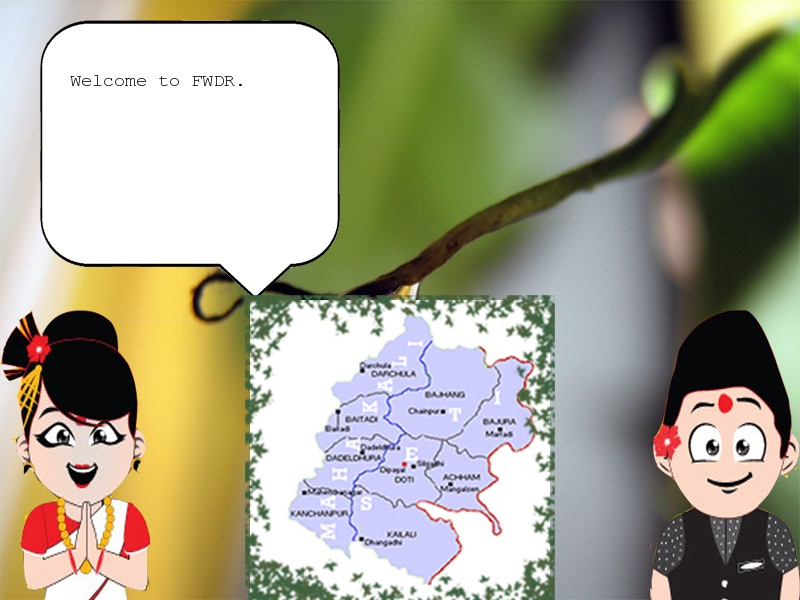 Welcome to FWDR.
MAHAKALI
SETI
Darchula
DARCHULA
BAJHANG
Chainpur
BAJURA
Martadi
BAITADI
Baitadi
Dadeldhura
DADELDHURA
Dipayal
Silgadhi
DOTI
ACHHAM
Mangalsen
Mahendranagar
KANCHANPUR
KAILALI
Dhangadhi